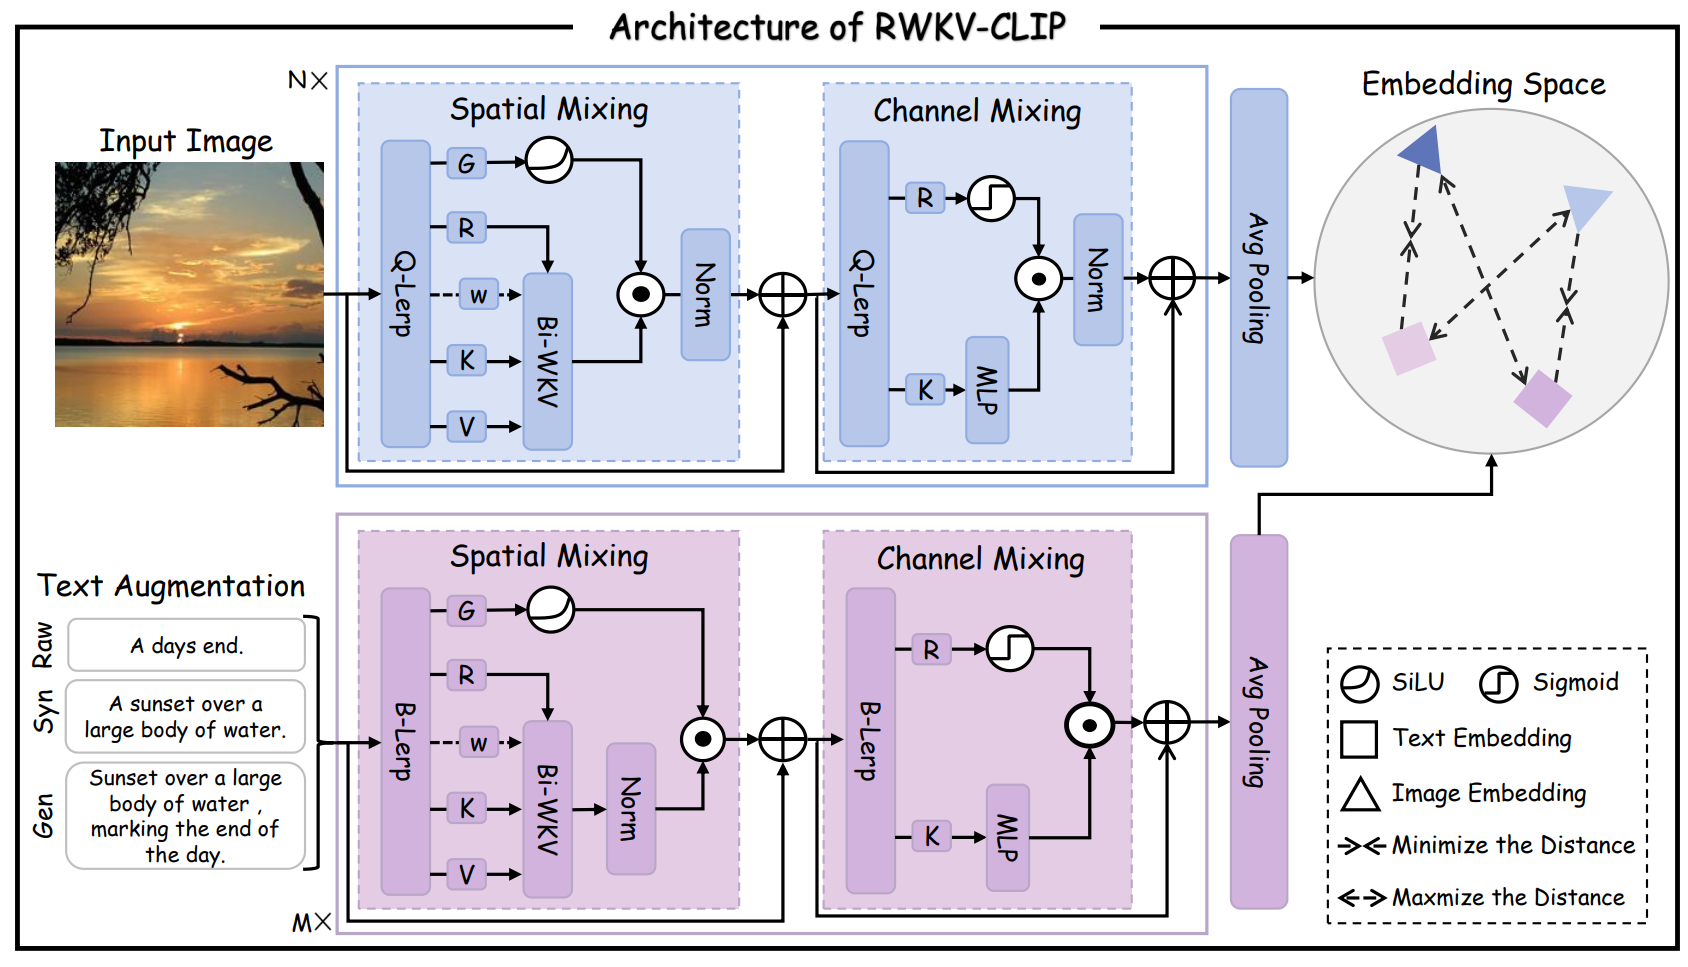 Architecture of RWKV-CLIP
N×
Input Image
Spatial Mixing
Q-Lerp
G
R
w
K
V
Bi-WKV
Norm
Channel Mixing
Q-Lerp
R
K
MLP
Norm
Avg Pooling
Embedding Space
Text Augmentation
Raw
A days end.
Syn
A sunset over a
large body of water.
Gen
Sunset over a large
body of water ,
marking the end of
the day.
M×
Spatial Mixing
B-Lerp
G
R
w
K
V
Bi-WKV
Norm
Channel Mixing
B-Lerp
R
K
MLP
Avg Pooling
SiLU
Sigmoid
Text Embedding
Image Embedding
Minimize the Distance
Maxmize the Distance